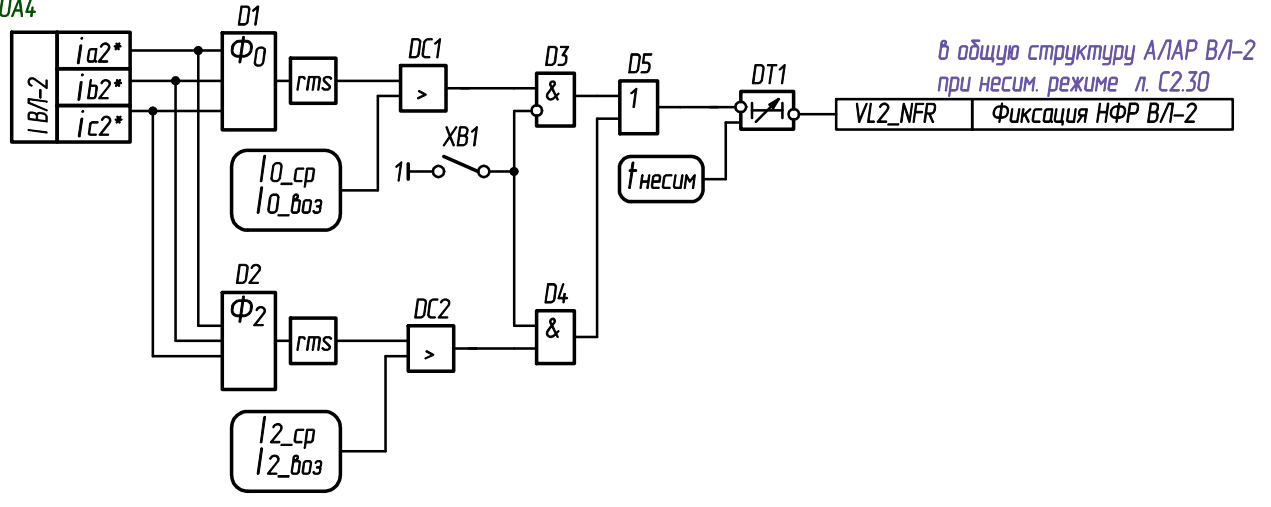 UA4
D1
I ВЛ-2
ia2*
ib2*
ic2*
Ф0
rms
DC1
>
D3
&
D5
1
DT1
в общую структуру АЛАР ВЛ-2
при несим. режиме л. С2.30
VL2_NFR
Фиксация НФР ВЛ-2
XB1
1
I0_ср
I0_воз
tнесим
D2
Ф2
rms
DC2
>
D4
&
I2_ср
I2_воз